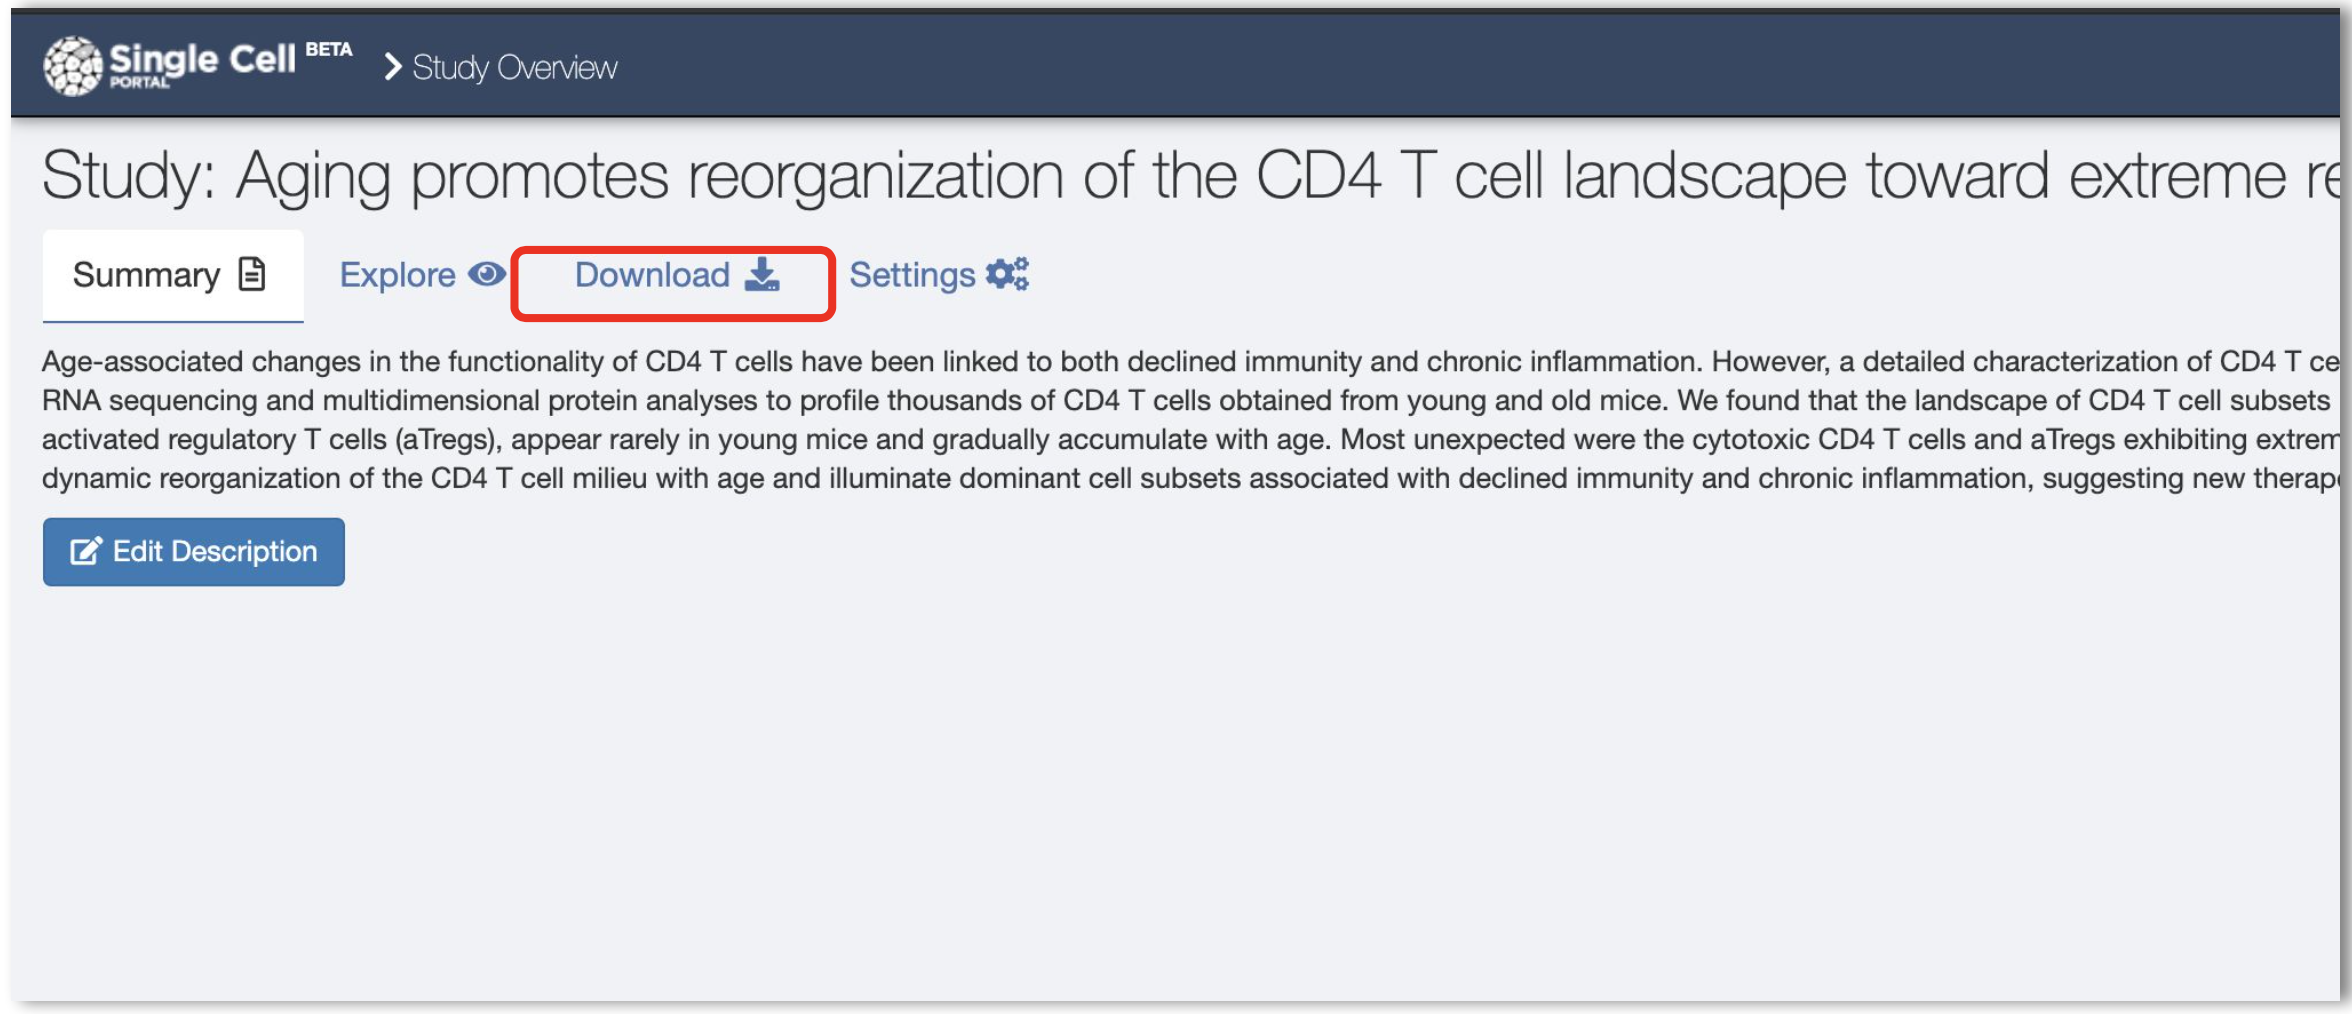 Single Cell BETA
PORTAL
Study Overview
Study: Aging promotes reorganization of the CD4 T cell landscape toward extreme re
Summary Explore Download Settings
Age-associated changes in the functionality of CD4 T cells have been linked to both declined immunity and chronic inflammation. However, a detailed characterization of CD4 T ce
RNA sequencing and multidimensional protein analyses to profile thousands of CD4 T cells obtained from young and old mice. We found that the landscape of CD4 T cell subsets
activated regulatory T cells (aTregs), appear rarely in young mice and gradually accumulate with age. Most unexpected were the cytotoxic CD4 T cells and aTregs exhibiting extrem
dynamic reorganization of the CD4 T cell milieu with age and illuminate dominant cell subsets associated with declined immunity and chronic inflammation, suggesting new therap
Edit Description